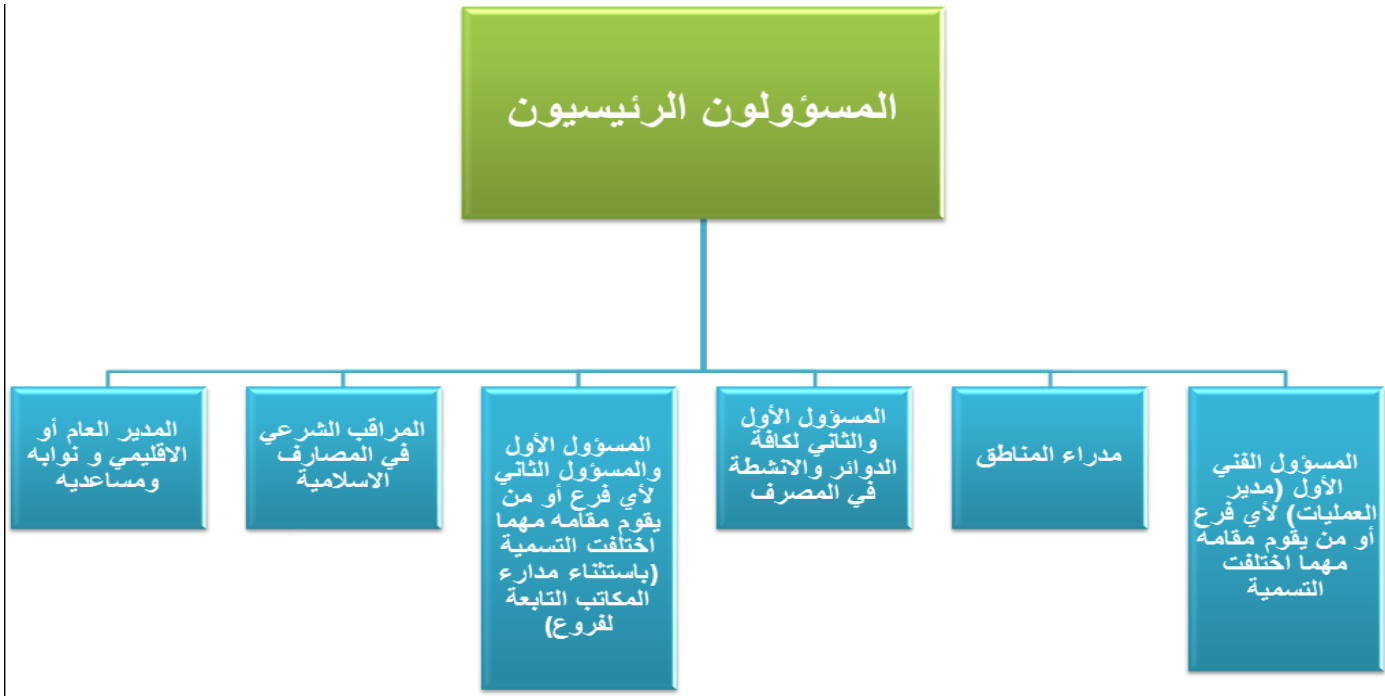 المسؤولون الرئيسيون
المسؤول الفني
الأول (مدير
العمليات) لأي فرع
أو من يقوم مقامه
مهما اختلفت
التسمية
مدراء المناطق
المسؤول الأول
والثاني لكافة
الدوائر والانشطة
في المصرف
المسؤول الأول
والمسؤول الثاني
لأي فرع أو من
يقوم مقامه مهما
اختلفت التسمية
(باستثناء مدارء
المكاتب التابعة
لفروع)
المراقب الشرعي
في المصارف
الاسلامية
المدير العام أو
الاقليمي و نوابه
ومساعديه